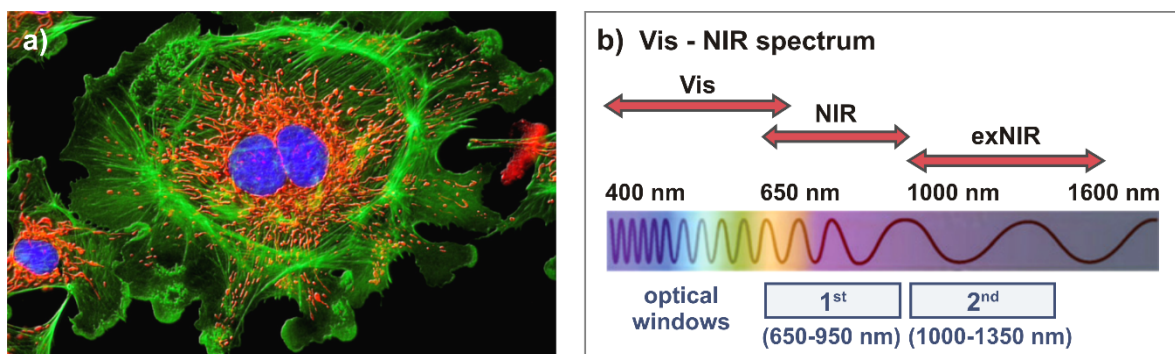 a)
b) Vis - NIR spectrum
Vis
NIR
exNIR
400 nm 650 nm 1000 nm 1600 nm
optical windows
1st
2nd
(650-950 nm) (1000-1350 nm)